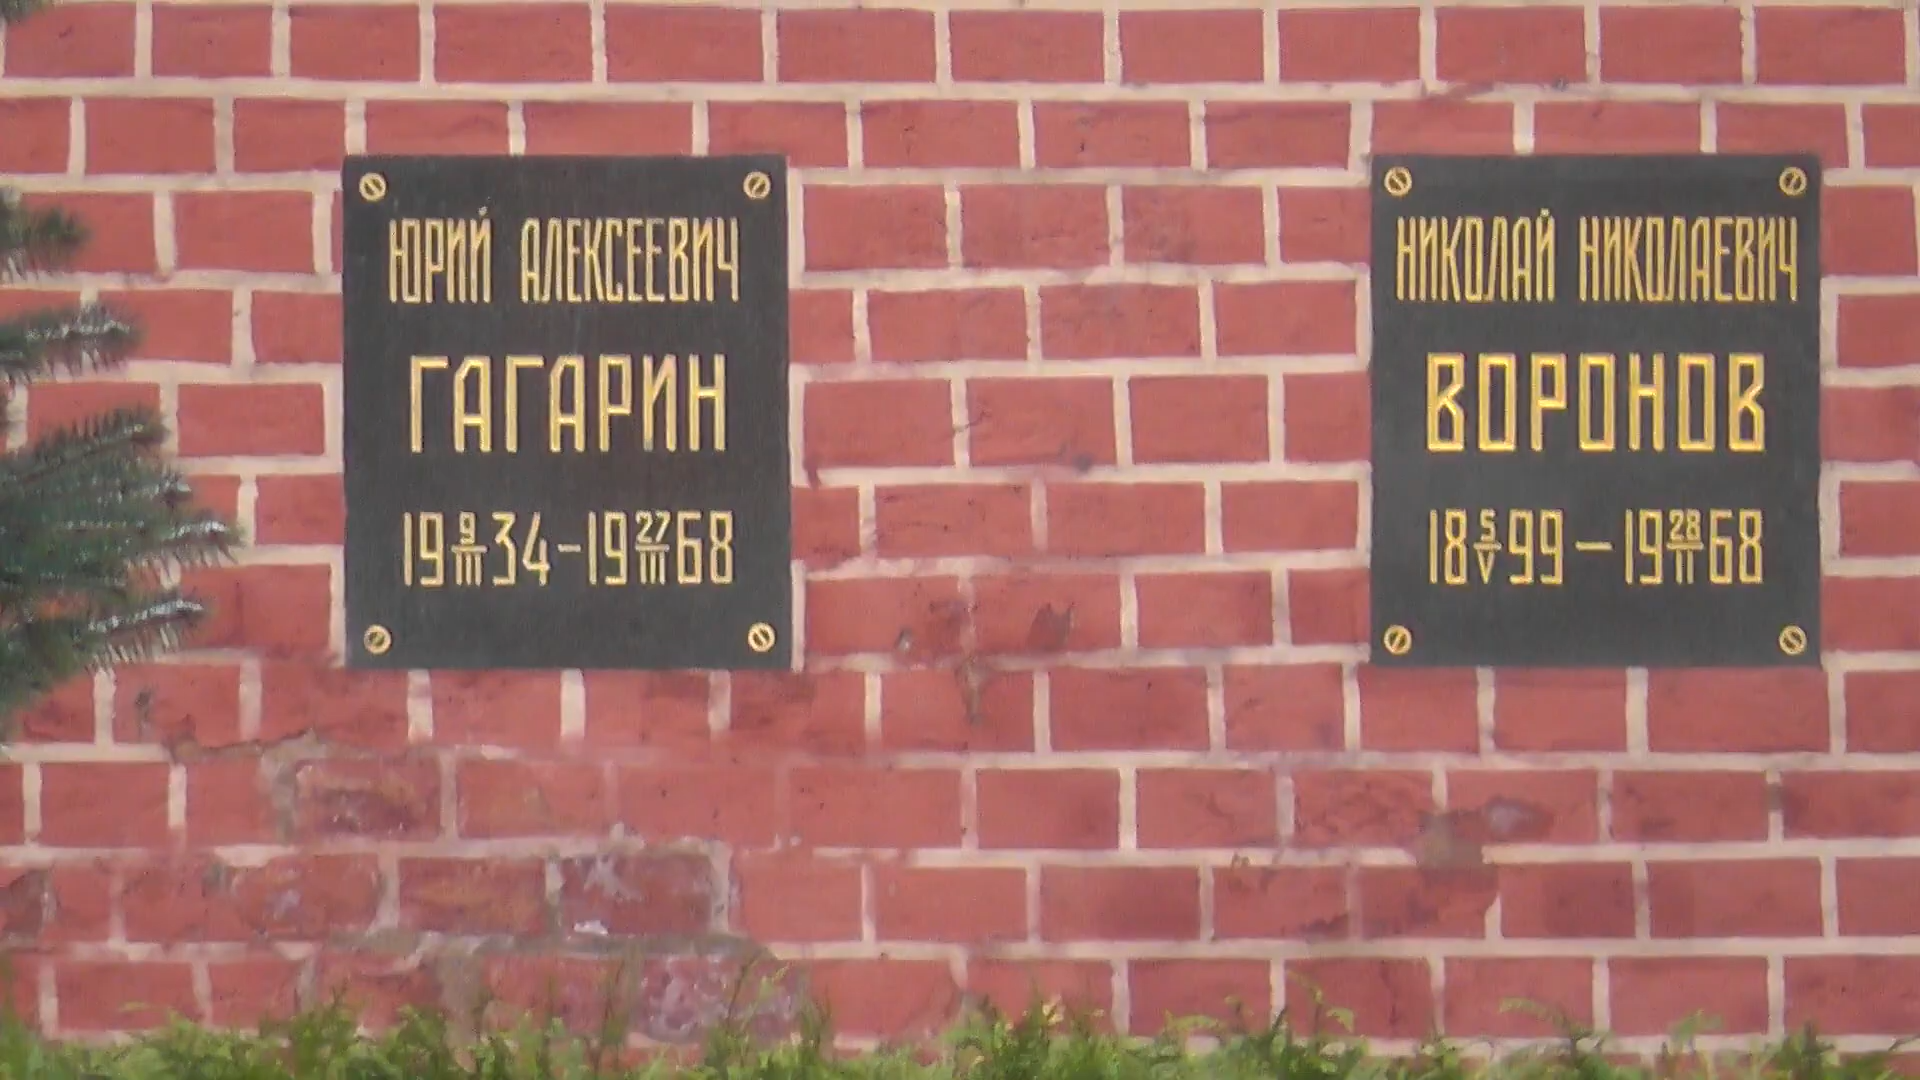 ЮРИЙ АЛЕКСЕЕВИЧ
ГАГАРИН
19 9/III 34-19 27/III 68
НИКОЛАЙ НИКОЛАЕВИЧ
ВОРОНОВ
18 5/V 99 — 19 28/II 68